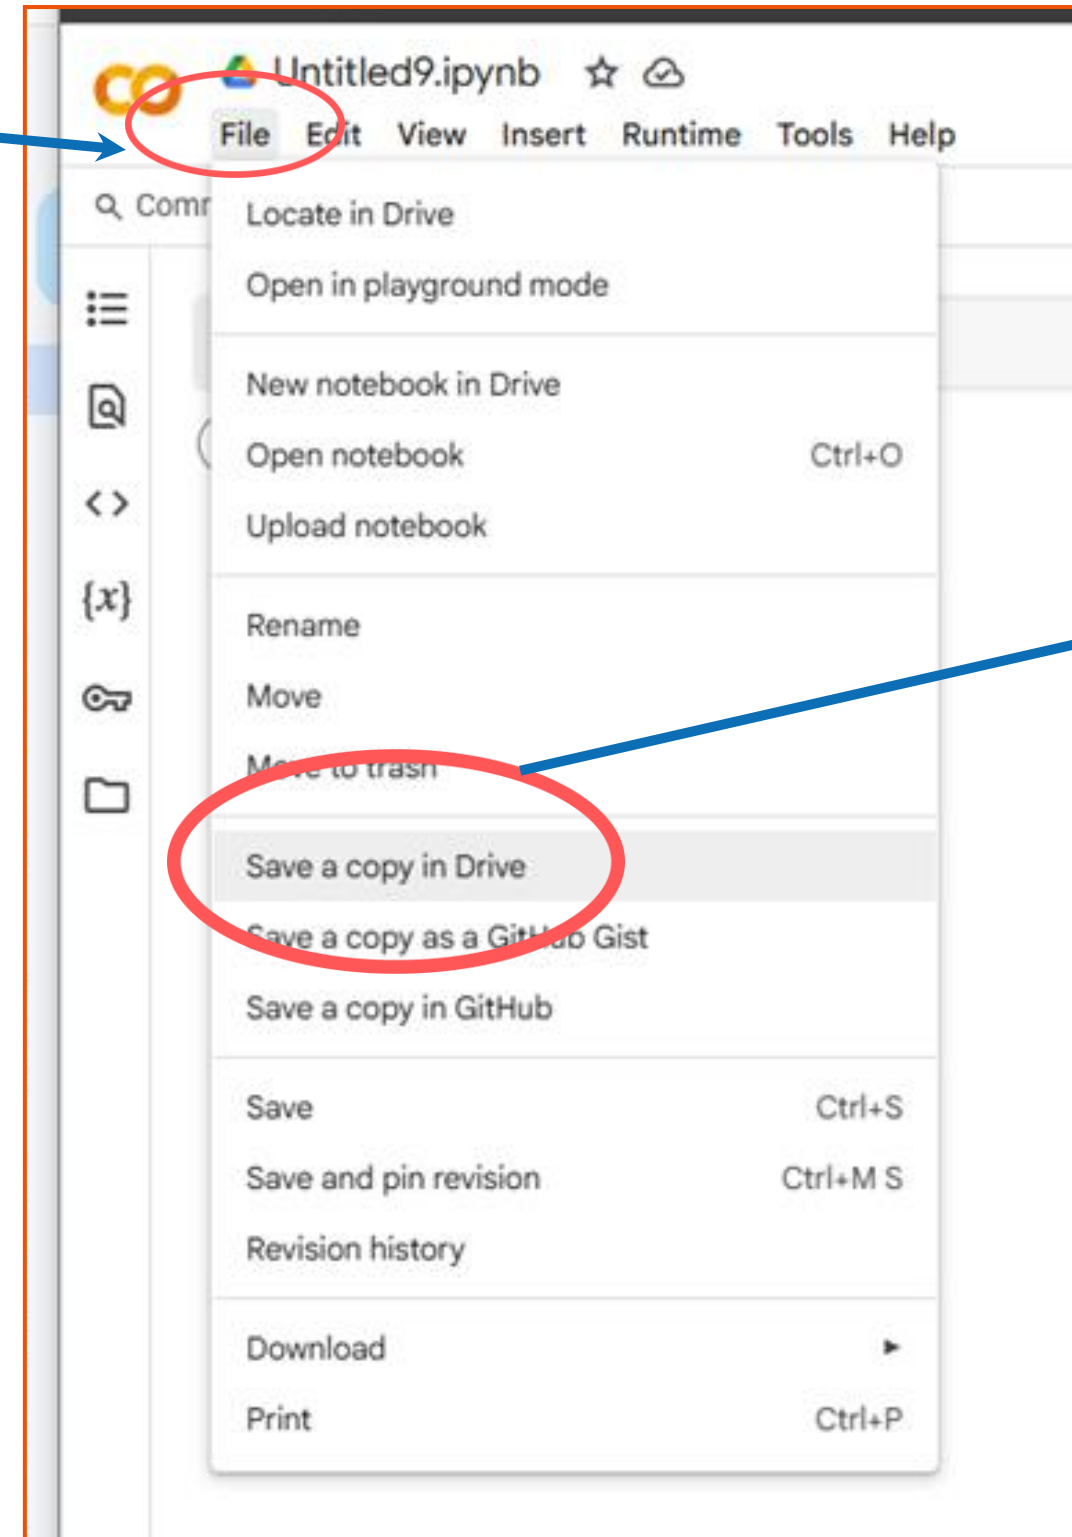 Untitled9.ipynb
File Edit View Insert Runtime Tools Help
Comm
Locate in Drive
Open in playground mode
New notebook in Drive
Open notebook Ctrl+O
Upload notebook
{x}
Rename
Move
Move to trash
Save a copy in Drive
Save a copy as a GitHub Gist
Save a copy in GitHub
Save Ctrl+S
Save and pin revision Ctrl+M S
Revision history
Download
Print Ctrl+P